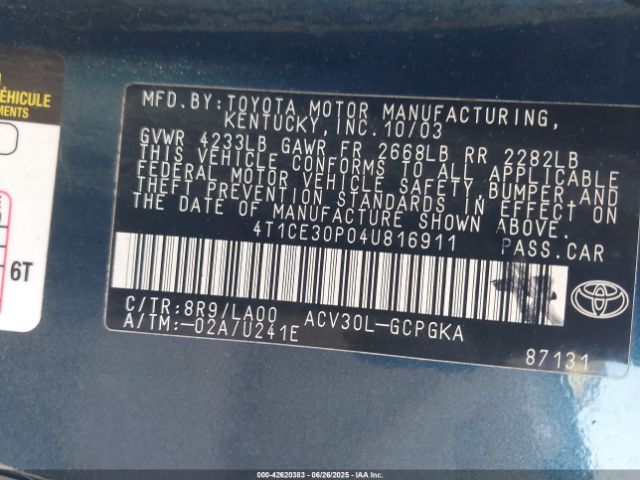 ÉHICULE
EMENTS
6T
MFD. BY: TOYOTA MOTOR MANUFACTURING,
KENTUCKY, INC. 10/03
GVWR 4233LB GAWR FR 2668LB RR 2282LB
THIS VEHICLE CONFORMS TO ALL APPLICABLE
FEDERAL MOTOR VEHICLE SAFETY, BUMPER, AND
THEFT PREVENTION STANDARDS IN EFFECT ON
THE DATE OF MANUFACTURE SHOWN ABOVE.
4T1CE30P04U816911 PASS.CAR
C/TR: 8R9/LA00 ACV30L-GCPGKA
A/TM:-02A/U241E
87131
000-42620383 - 06/26/2025 - IAA, Inc.